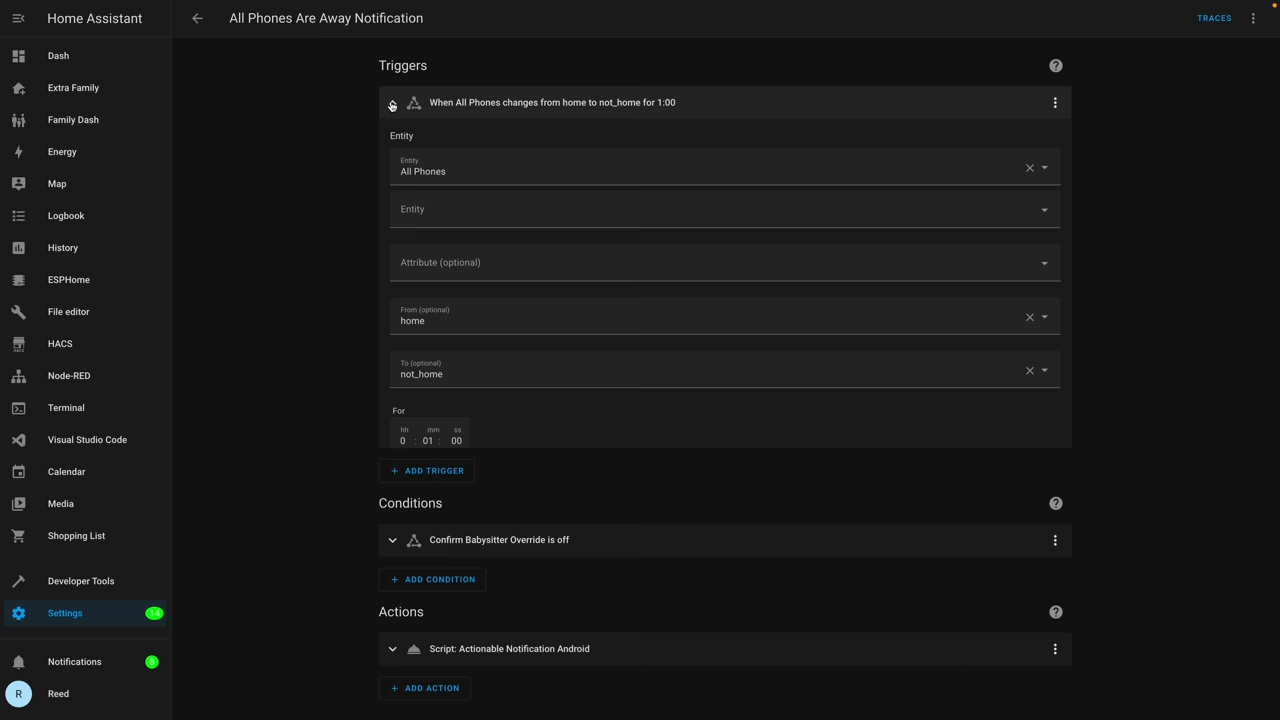 Home Assistant
Dash
Extra Family
Family Dash
Energy
Map
Logbook
History
ESPHome
File editor
HACS
Node-RED
Terminal
Visual Studio Code
Calendar
Media
Shopping List
Developer Tools
Settings 14
Notifications 8
R Reed
All Phones Are Away Notification
TRACES
Triggers
When All Phones changes from home to not_home for 1:00
Entity
Entity
All Phones
Entity
Attribute (optional)
From (optional)
home
To (optional)
not_home
For
hh mm ss
0 : 01 : 00
+ ADD TRIGGER
Conditions
Confirm Babysitter Override is off
+ ADD CONDITION
Actions
Script: Actionable Notification Android
+ ADD ACTION